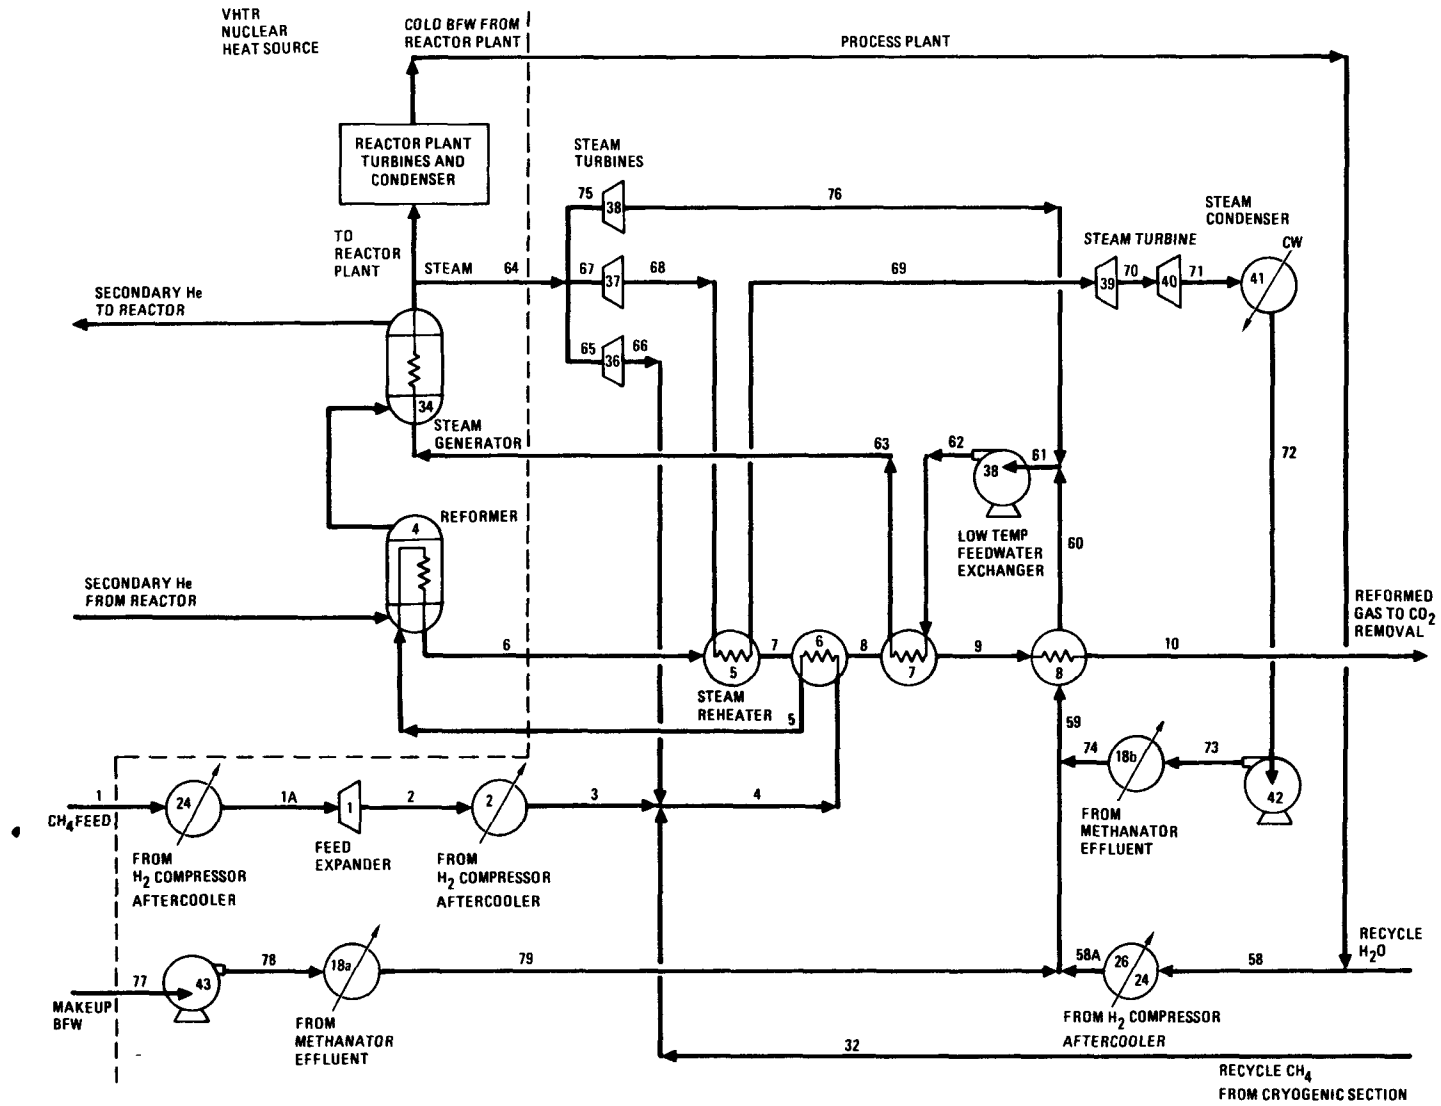 VHTR
NUCLEAR
HEAT SOURCE
COLD BFW FROM
REACTOR PLANT
PROCESS PLANT
REACTOR PLANT
TURBINES AND
CONDENSER
STEAM
TURBINES
75
38
76
STEAM
CONDENSER
TO
REACTOR
PLANT
STEAM
64
67
37
68
69
STEAM TURBINE
39
70
40
71
41
CW
SECONDARY He
TO REACTOR
65
36
66
34
STEAM
GENERATOR
63
62
38
61
72
LOW TEMP
FEEDWATER
EXCHANGER
60
4
REFORMER
SECONDARY He
FROM REACTOR
REFORMED
GAS TO CO2
REMOVAL
6
5
7
6
8
7
9
8
10
STEAM
REHEATER
5
59
74
18b
73
42
FROM
METHANATOR
EFFLUENT
1
CH4 FEED
24
1A
1
2
2
3
4
FROM
H2 COMPRESSOR
AFTERCOOLER
FEED
EXPANDER
FROM
H2 COMPRESSOR
AFTERCOOLER
77
MAKEUP
BFW
43
78
18a
79
FROM
METHANATOR
EFFLUENT
58A
26
24
58
RECYCLE
H2O
FROM H2 COMPRESSOR
AFTERCOOLER
32
RECYCLE CH4
FROM CRYOGENIC SECTION